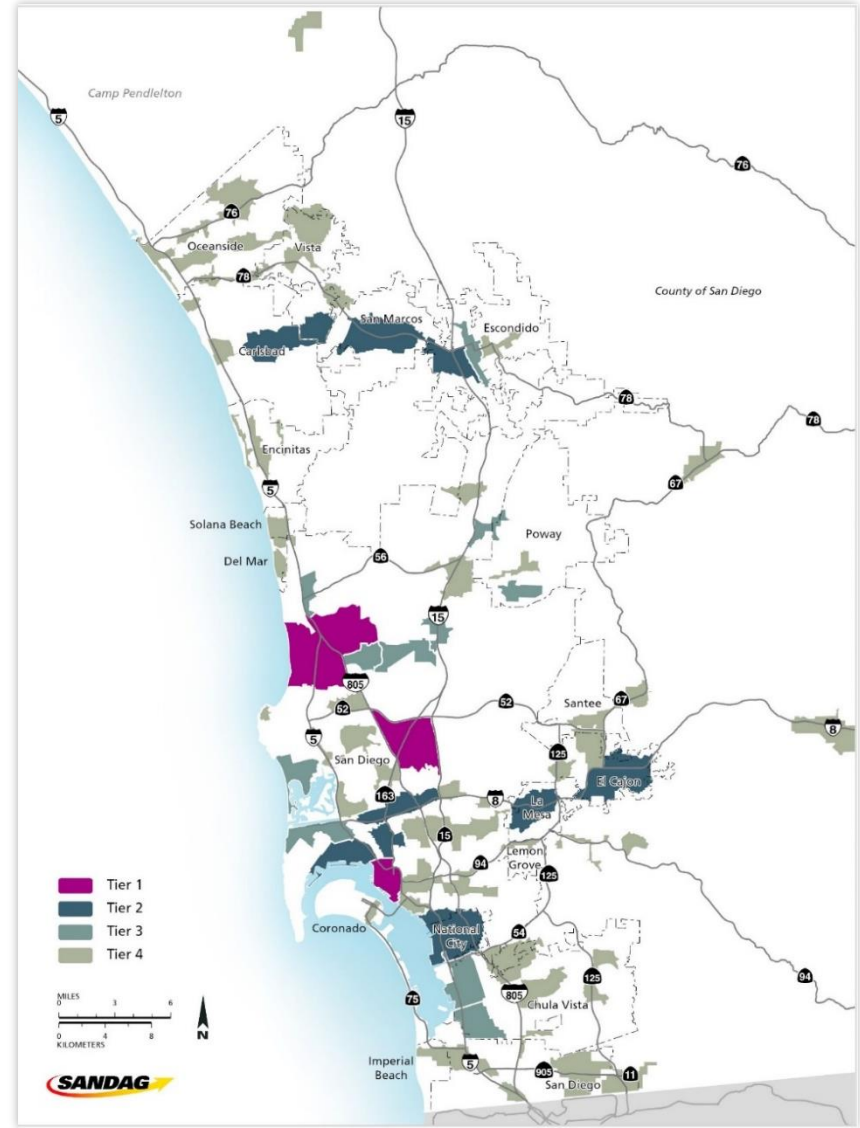 Camp Pendlelton
5
15
76
76
Oceanside
Vista
78
County of San Diego
San Marcos
Escondido
Carlsbad
78
78
Encinitas
67
5
Solana Beach
Poway
Del Mar
56
15
805
Santee
67
52
52
5
125
8
San Diego
El Cajon
163
8
La
Mesa
15
Lemon
Grove
94
125
Tier 1
Tier 2
Tier 3
Tier 4
Coronado
National
City
54
125
94
805
75
Chula Vista
MILES
0 3 6
0 4 8
KILOMETERS
N
Imperial
Beach
5
905
San Diego
11
SANDAG